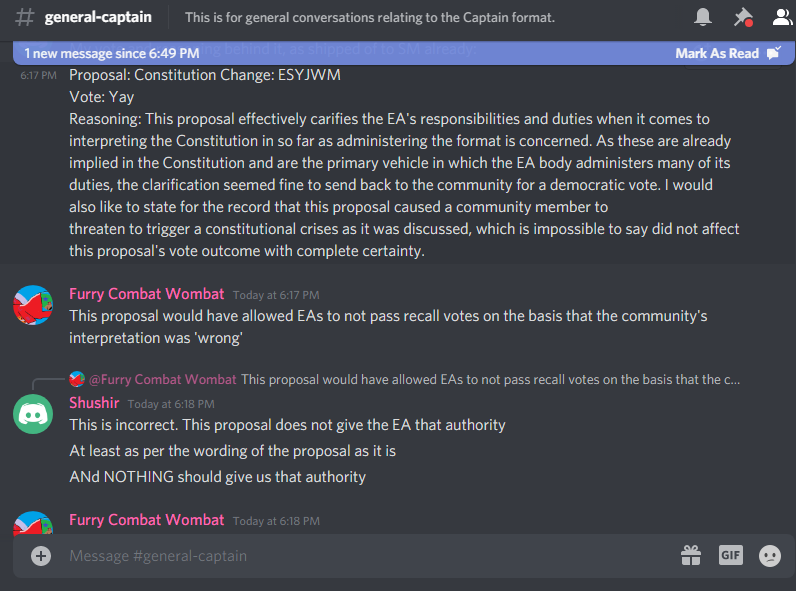 general-captain
This is for general conversations relating to the Captain format.
1 new message since 6:49 PM
Mark As Read
behind it, as shipped of to SM already
6:17 PM
Proposal: Constitution Change: ESYJWM
Vote: Yay
Reasoning: This proposal effectively carifies the EA's responsibilities and duties when it comes to
interpreting the Constitution in so far as administering the format is concerned. As these are already
implied in the Constitution and are the primary vehicle in which the EA body administers many of its
duties, the clarification seemed fine to send back to the community for a democratic vote. I would
also like to state for the record that this proposal caused a community member to
threaten to trigger a constitutional crises as it was discussed, which is impossible to say did not affect
this proposal's vote outcome with complete certainty.
Furry Combat Wombat Today at 6:17 PM
This proposal would have allowed EAs to not pass recall votes on the basis that the community's
interpretation was 'wrong'
@Furry Combat Wombat This proposal would have allowed EAs to not pass recall votes on the basis that the c...
Shushir Today at 6:18 PM
This is incorrect. This proposal does not give the EA that authority
At least as per the wording of the proposal as it is
ANd NOTHING should give us that authority
Furry Combat Wombat Today at 6:18 PM
Message #general-captain
GIF